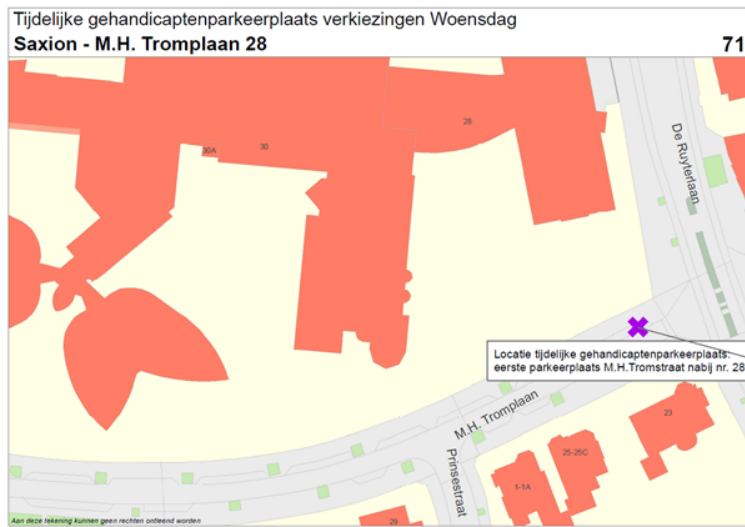 Tijdelijke gehandicaptenparkeerplaats verkiezingen Woensdag
Saxion - M.H. Tromplaan 28
71
28
30A
30
De Ruyterlaan
Locatie tijdelijke gehandicaptenparkeerplaats:
eerste parkeerplaats M.H.Tromstraat nabij nr. 28
M.H. Tromplaan
23
25-25C
Prinsestraat
1-1A
29
Aan deze tekening kunnen geen rechten ontleend worden